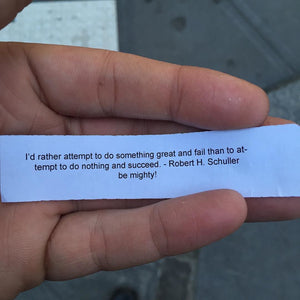 I'd rather attempt to do something great and fail than to at-
tempt to do nothing and succeed. - Robert H. Schuller
be mighty!